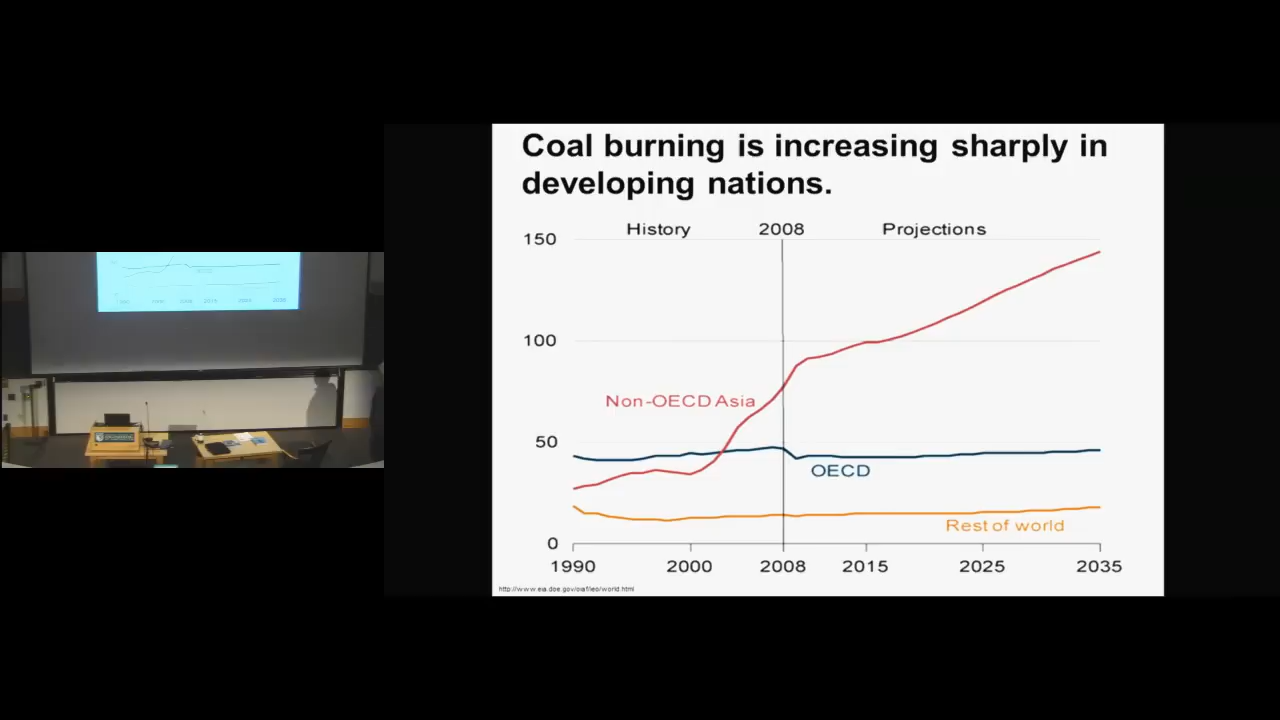 Coal burning is increasing sharply in
developing nations.
History 2008 Projections
150
100
Non-OECD Asia
50
OECD
Rest of world
0
1990 2000 2008 2015 2025 2035
http://www.eia.doe.gov/oiaf/ieo/world.html